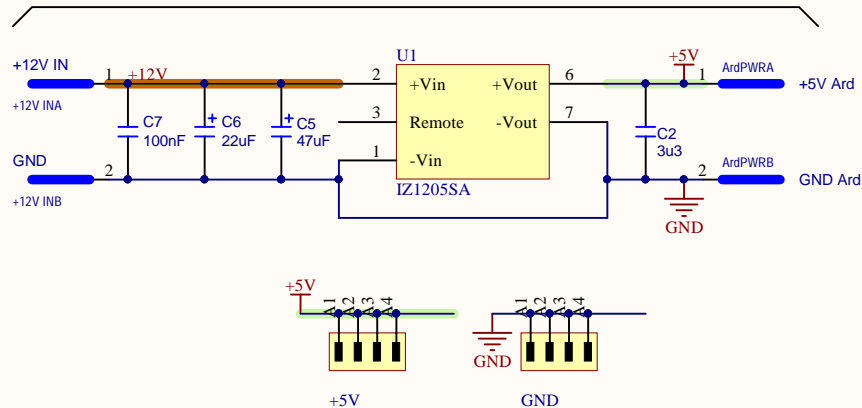 +12V IN
1
+12V
+12V INA
C7
100nF
C6
22uF
C5
47uF
GND
2
+12V INB
U1
2
+Vin
+Vout
6
3
Remote
-Vout
7
1
-Vin
IZ1205SA
+5V
1
ArdPWRA
+5V Ard
C2
3u3
2
ArdPWRB
GND Ard
GND
+5V
A1
A2
A3
A4
+5V
GND
A1
A2
A3
A4
GND